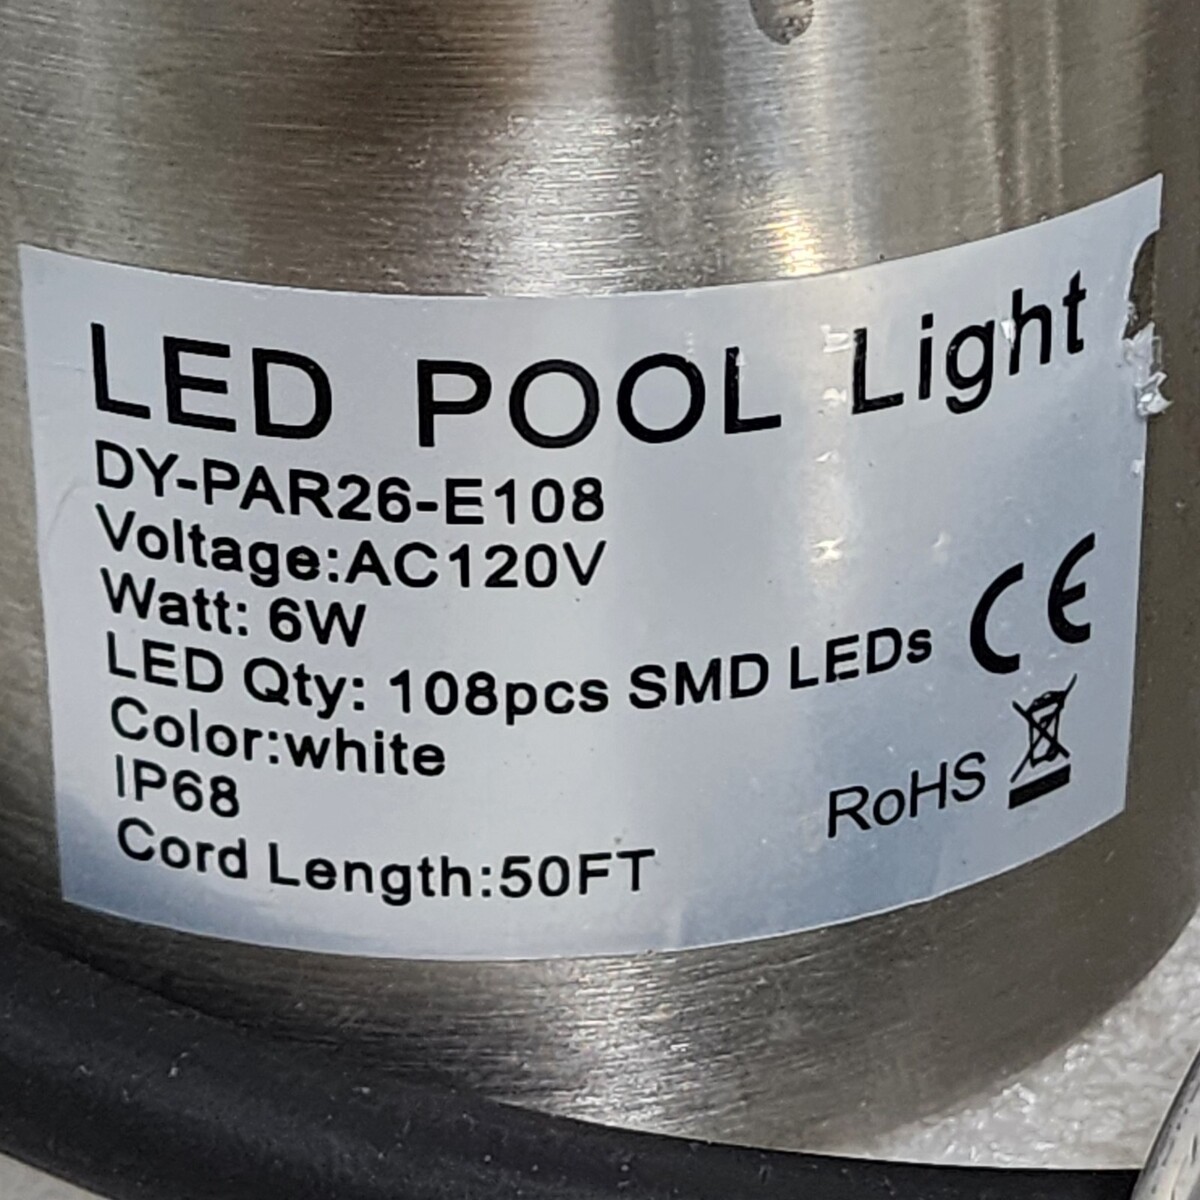 LED POOL Light
DY-PAR26-E108
Voltage:AC120V
Watt: 6W
LED Qty: 108pcs SMD LEDs
Color:white
IP68
Cord Length:50FT
CE
RoHS